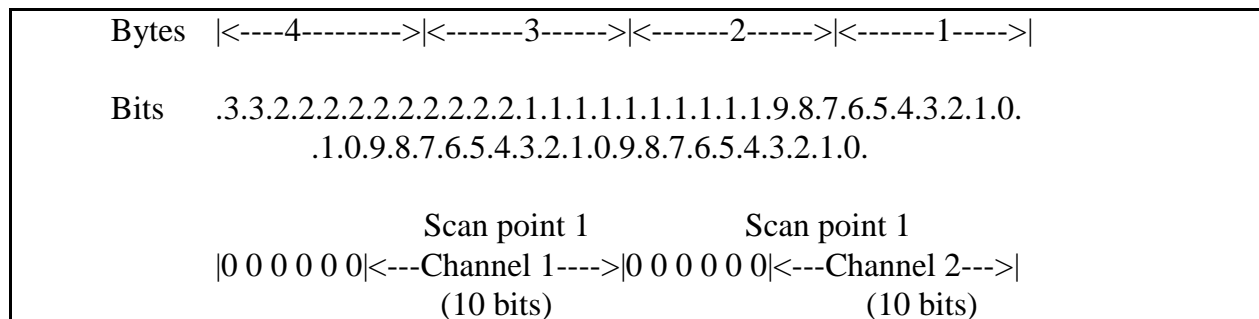 Bytes |<----4--------->|<-------3------>|<-------2------>|<-------1----->|
Bits .3.3.2.2.2.2.2.2.2.2.2.2.1.1.1.1.1.1.1.1.1.1.9.8.7.6.5.4.3.2.1.0.
.1.0.9.8.7.6.5.4.3.2.1.0.9.8.7.6.5.4.3.2.1.0.
Scan point 1 Scan point 1
|0 0 0 0 0 0|<---Channel 1---->|0 0 0 0 0 0|<---Channel 2--->|
(10 bits) (10 bits)